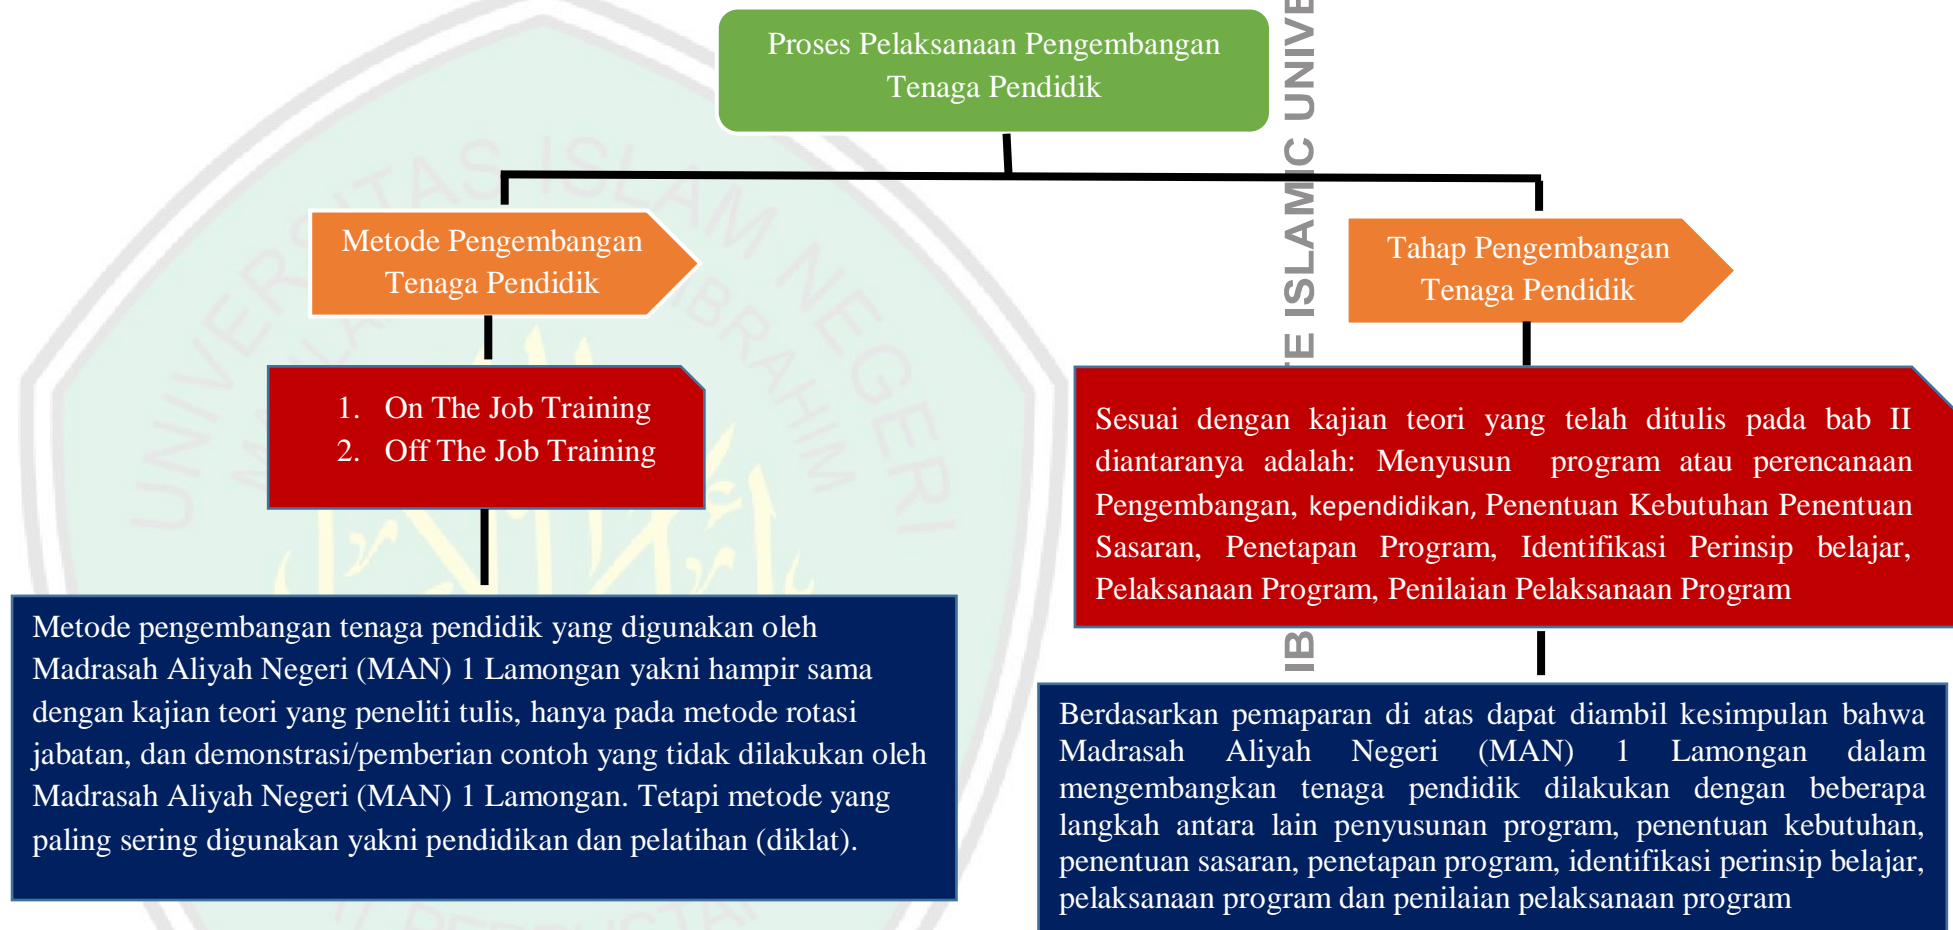 Proses Pelaksanaan Pengembangan
Tenaga Pendidik
Metode Pengembangan
Tenaga Pendidik
1. On The Job Training
2. Off The Job Training
Metode pengembangan tenaga pendidik yang digunakan oleh
Madrasah Aliyah Negeri (MAN) 1 Lamongan yakni hampir sama
dengan kajian teori yang peneliti tulis, hanya pada metode rotasi
jabatan, dan demonstrasi/pemberian contoh yang tidak dilakukan oleh
Madrasah Aliyah Negeri (MAN) 1 Lamongan. Tetapi metode yang
paling sering digunakan yakni pendidikan dan pelatihan (diklat).
Tahap Pengembangan
Tenaga Pendidik
Sesuai dengan kajian teori yang telah ditulis pada bab II
diantaranya adalah: Menyusun program atau perencanaan
Pengembangan, kependidikan, Penentuan Kebutuhan Penentuan
Sasaran, Penetapan Program, Identifikasi Perinsip belajar,
Pelaksanaan Program, Penilaian Pelaksanaan Program
Berdasarkan pemaparan di atas dapat diambil kesimpulan bahwa
Madrasah Aliyah Negeri (MAN) 1 Lamongan dalam
mengembangkan tenaga pendidik dilakukan dengan beberapa
langkah antara lain penyusunan program, penentuan kebutuhan,
penentuan sasaran, penetapan program, identifikasi perinsip belajar,
pelaksanaan program dan penilaian pelaksanaan program
UNIVERSITAS ISLAM NEGERI
IBRAHIM
ISLAMIC